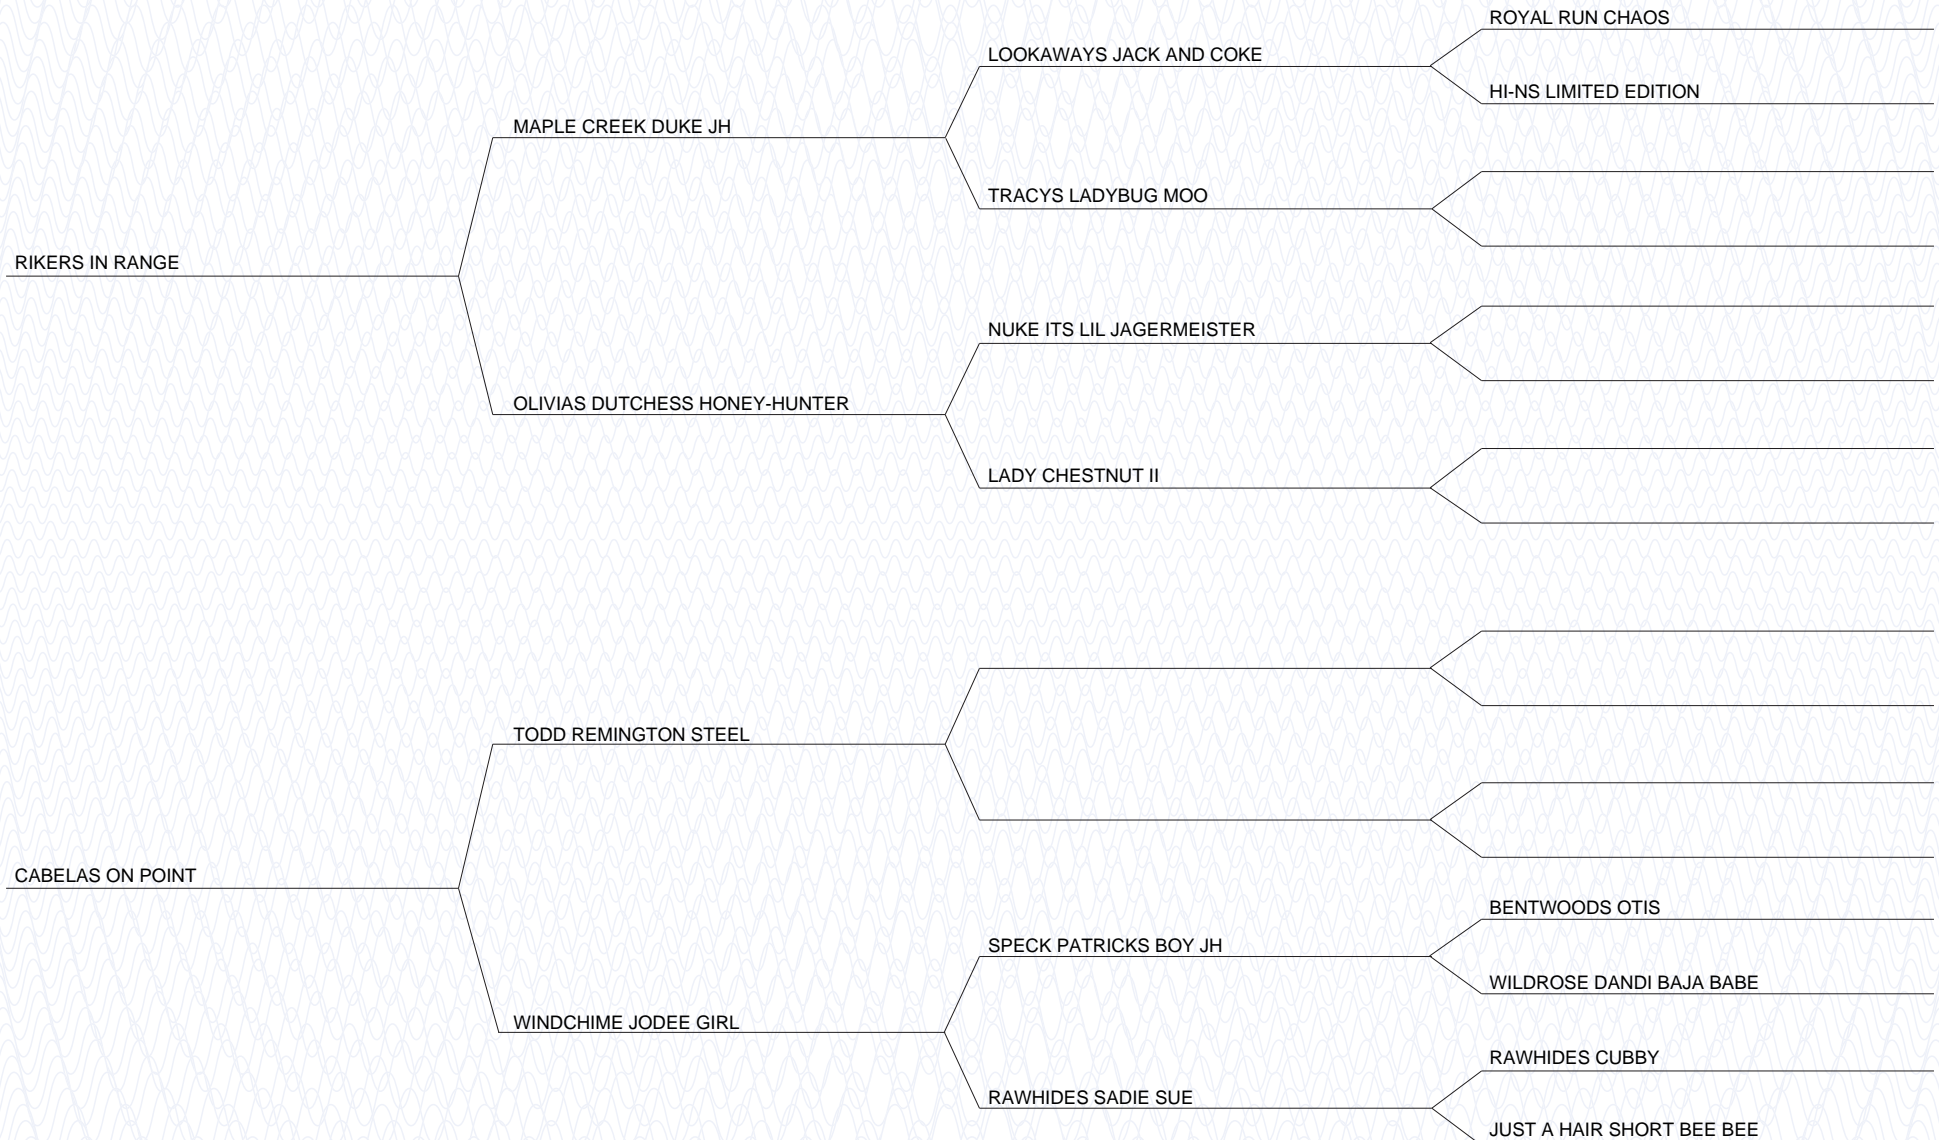 ROYAL RUN CHAOS
LOOKAWAYS JACK AND COKE
HI-NS LIMITED EDITION
MAPLE CREEK DUKE JH
TRACYS LADYBUG MOO
RIKERS IN RANGE
NUKE ITS LIL JAGERMEISTER
OLIVIAS DUTCHESS HONEY-HUNTER
LADY CHESTNUT II
TODD REMINGTON STEEL
CABELAS ON POINT
BENTWOODS OTIS
SPECK PATRICKS BOY JH
WILDROSE DANDI BAJA BABE
WINDCHIME JODEE GIRL
RAWHIDES CUBBY
RAWHIDES SADIE SUE
JUST A HAIR SHORT BEE BEE